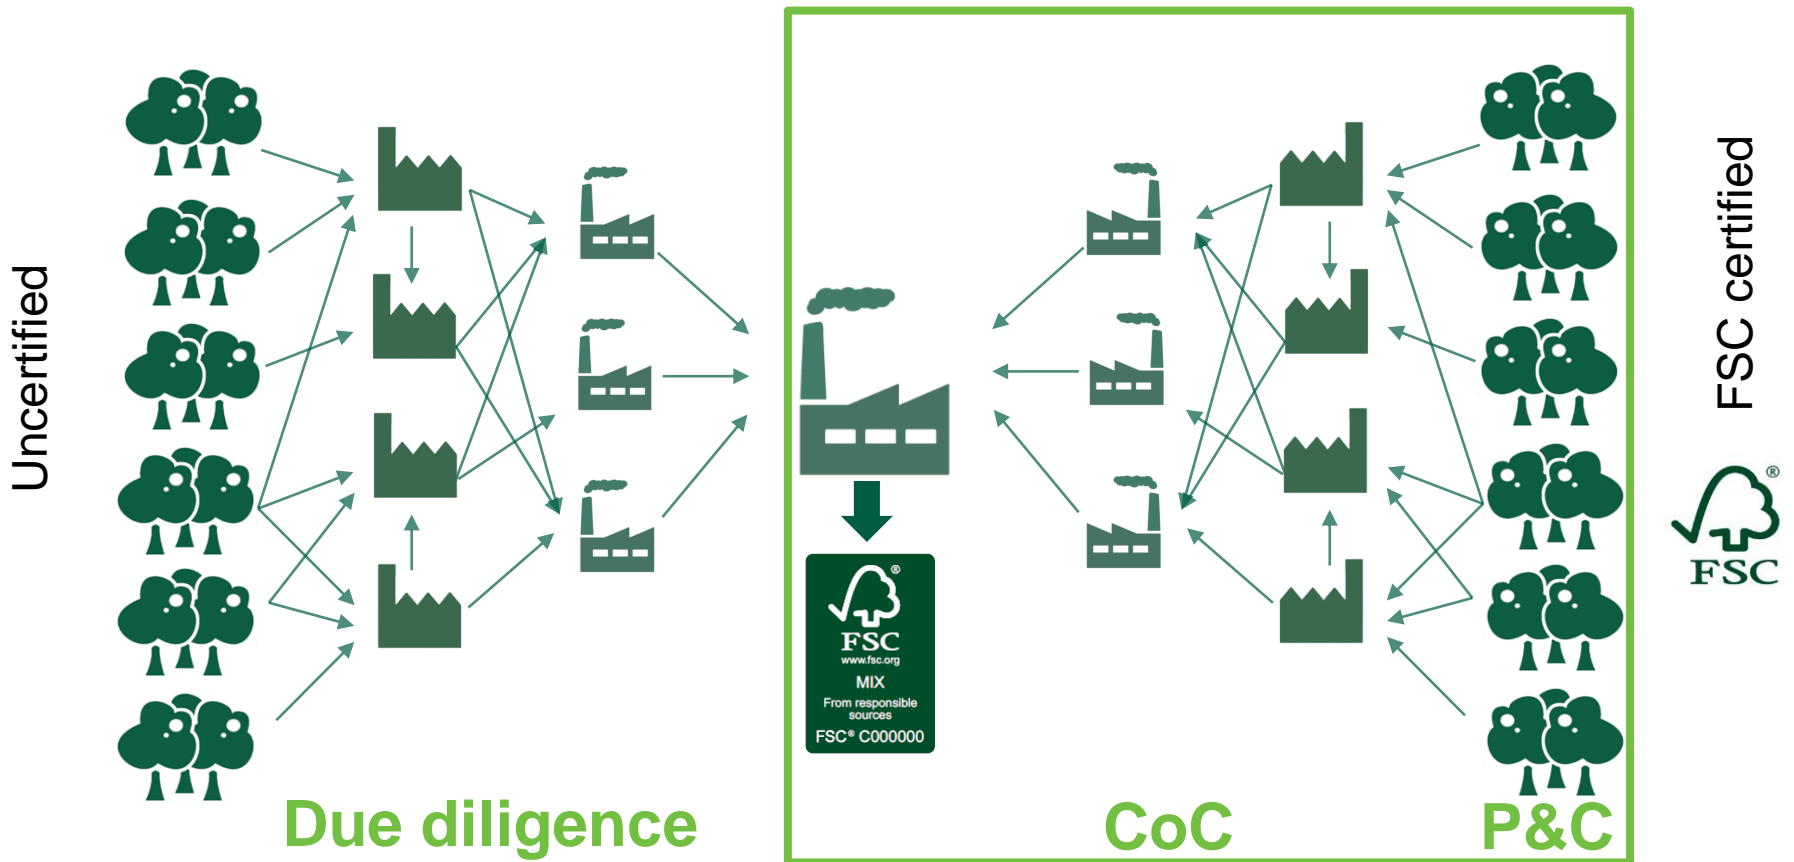 Uncertified
Due diligence
®
FSC
www.fsc.org
MIX
From responsible
sources
FSC® C000000
CoC
P&C
FSC certified
®
FSC